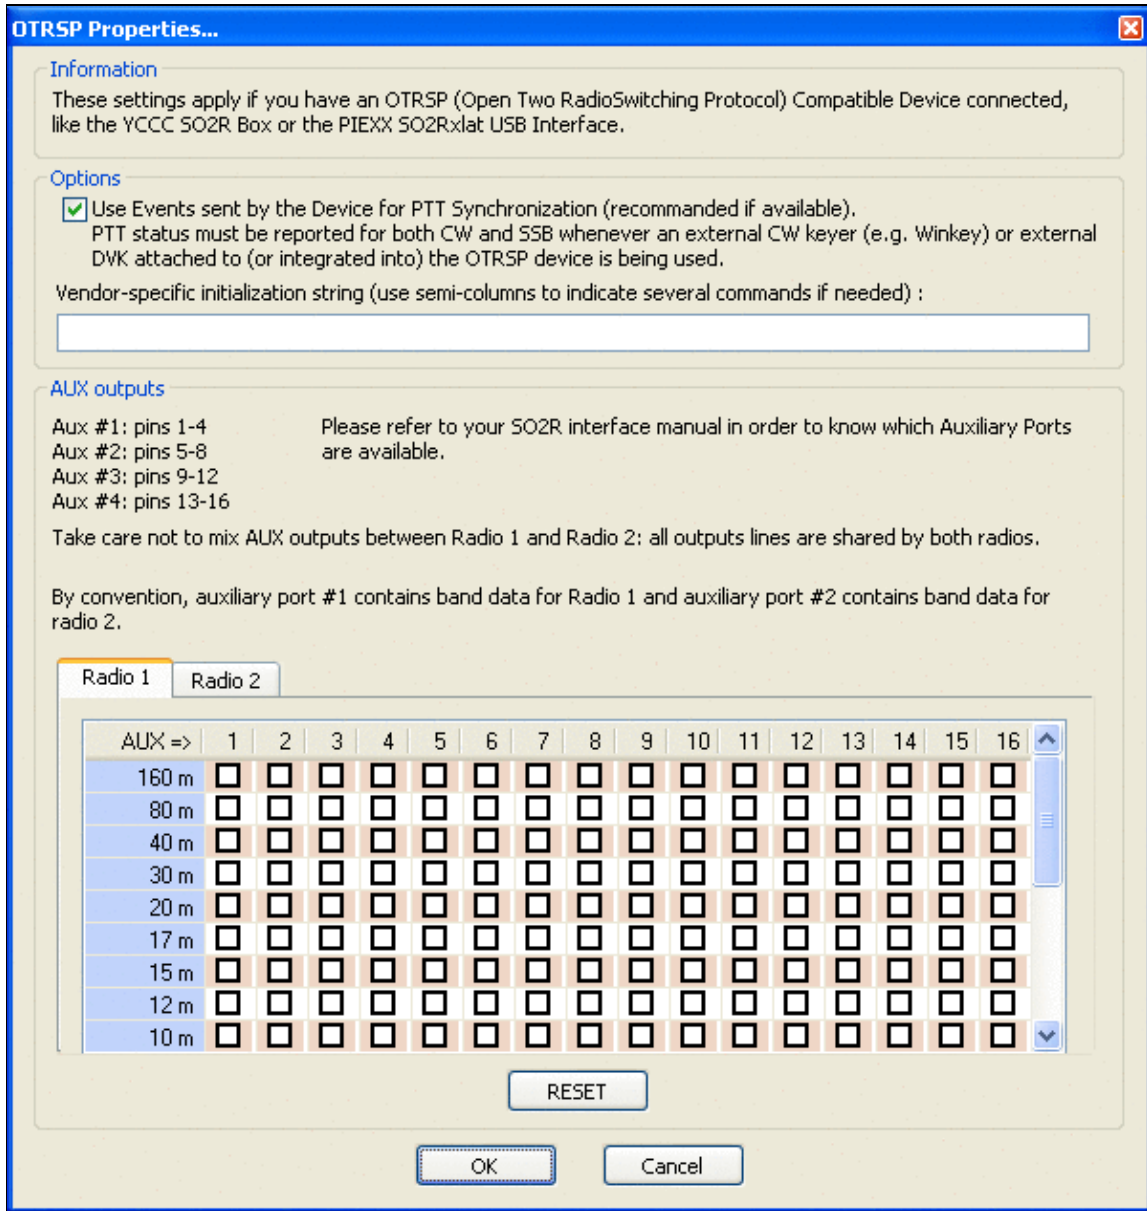 OTRSP Properties...
Information
These settings apply if you have an OTRSP (Open Two RadioSwitching Protocol) Compatible Device connected,
like the YCCC SO2R Box or the PIEXX SO2Rxlat USB Interface.
Options
Use Events sent by the Device for PTT Synchronization (recommanded if available).
PTT status must be reported for both CW and SSB whenever an external CW keyer (e.g. Winkey) or external
DVK attached to (or integrated into) the OTRSP device is being used.
Vendor-specific initialization string (use semi-columns to indicate several commands if needed) :
AUX outputs
Aux #1: pins 1-4
Aux #2: pins 5-8
Aux #3: pins 9-12
Aux #4: pins 13-16
Please refer to your SO2R interface manual in order to know which Auxiliary Ports
are available.
Take care not to mix AUX outputs between Radio 1 and Radio 2: all outputs lines are shared by both radios.
By convention, auxiliary port #1 contains band data for Radio 1 and auxiliary port #2 contains band data for
radio 2.
Radio 1 Radio 2
AUX => 1 2 3 4 5 6 7 8 9 10 11 12 13 14 15 16
160 m
80 m
40 m
30 m
20 m
17 m
15 m
12 m
10 m
RESET
OK Cancel